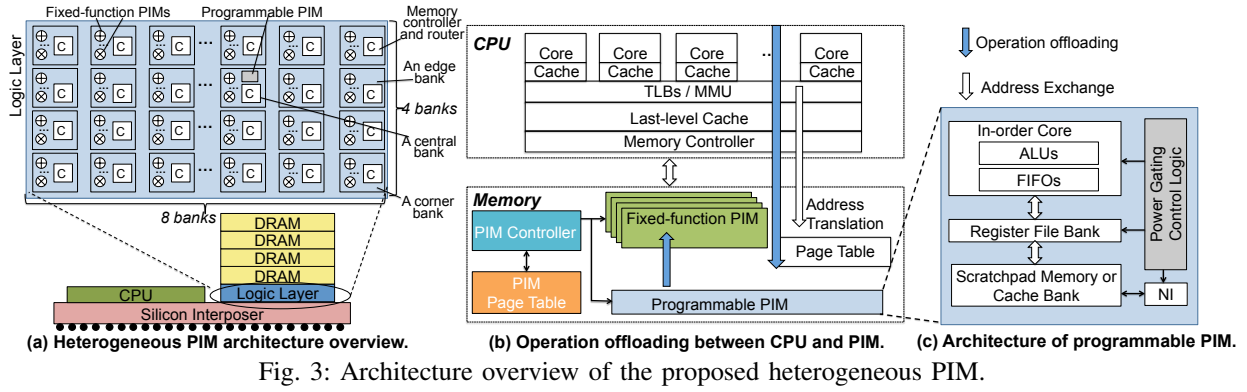 Fixed-function PIMs
Programmable PIM
Memory
controller
and router
Logic Layer
C C C ... C C C
An edge
bank
C C C ... C C C
4 banks
C C C ... C C C
A central
bank
C C C ... C C C
A corner
bank
8 banks
DRAM
DRAM
DRAM
DRAM
CPU
Logic Layer
Silicon Interposer
(a) Heterogeneous PIM architecture overview.
CPU
Core Core Core ... Core
Cache Cache Cache Cache
TLBs / MMU
Last-level Cache
Memory Controller
Memory
PIM Controller
Fixed-function PIM
Address
Translation
Page Table
PIM
Page Table
Programmable PIM
(b) Operation offloading between CPU and PIM.
Operation offloading
Address Exchange
In-order Core
ALUs
FIFOs
Power Gating
Control Logic
Register File Bank
Scratchpad Memory or
Cache Bank
NI
(c) Architecture of programmable PIM.
Fig. 3: Architecture overview of the proposed heterogeneous PIM.